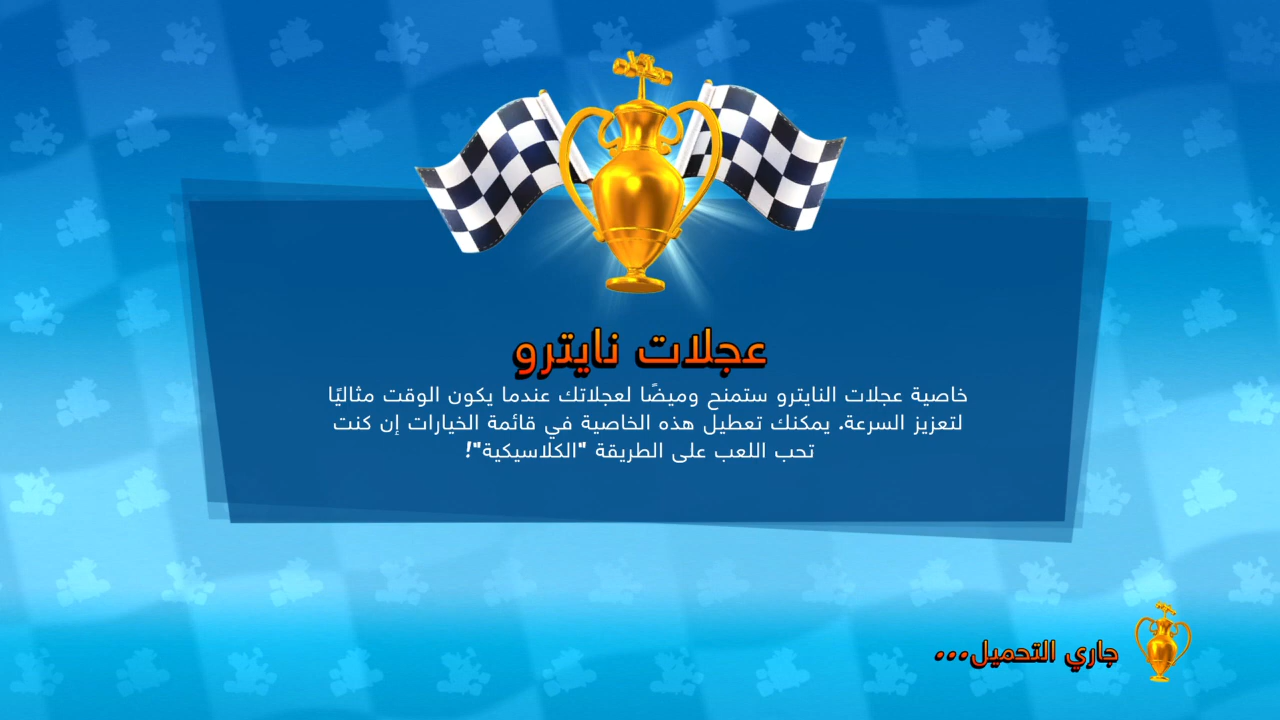 عجلات نايترو
خاصية عجلات النايترو ستمنح وميضًا لعجلاتك عندما يكون الوقت مثاليًا
لتعزيز السرعة. يمكنك تعطيل هذه الخاصية في قائمة الخيارات إن كنت
تحب اللعب على الطريقة "الكلاسيكية"!
جاري التحميل...